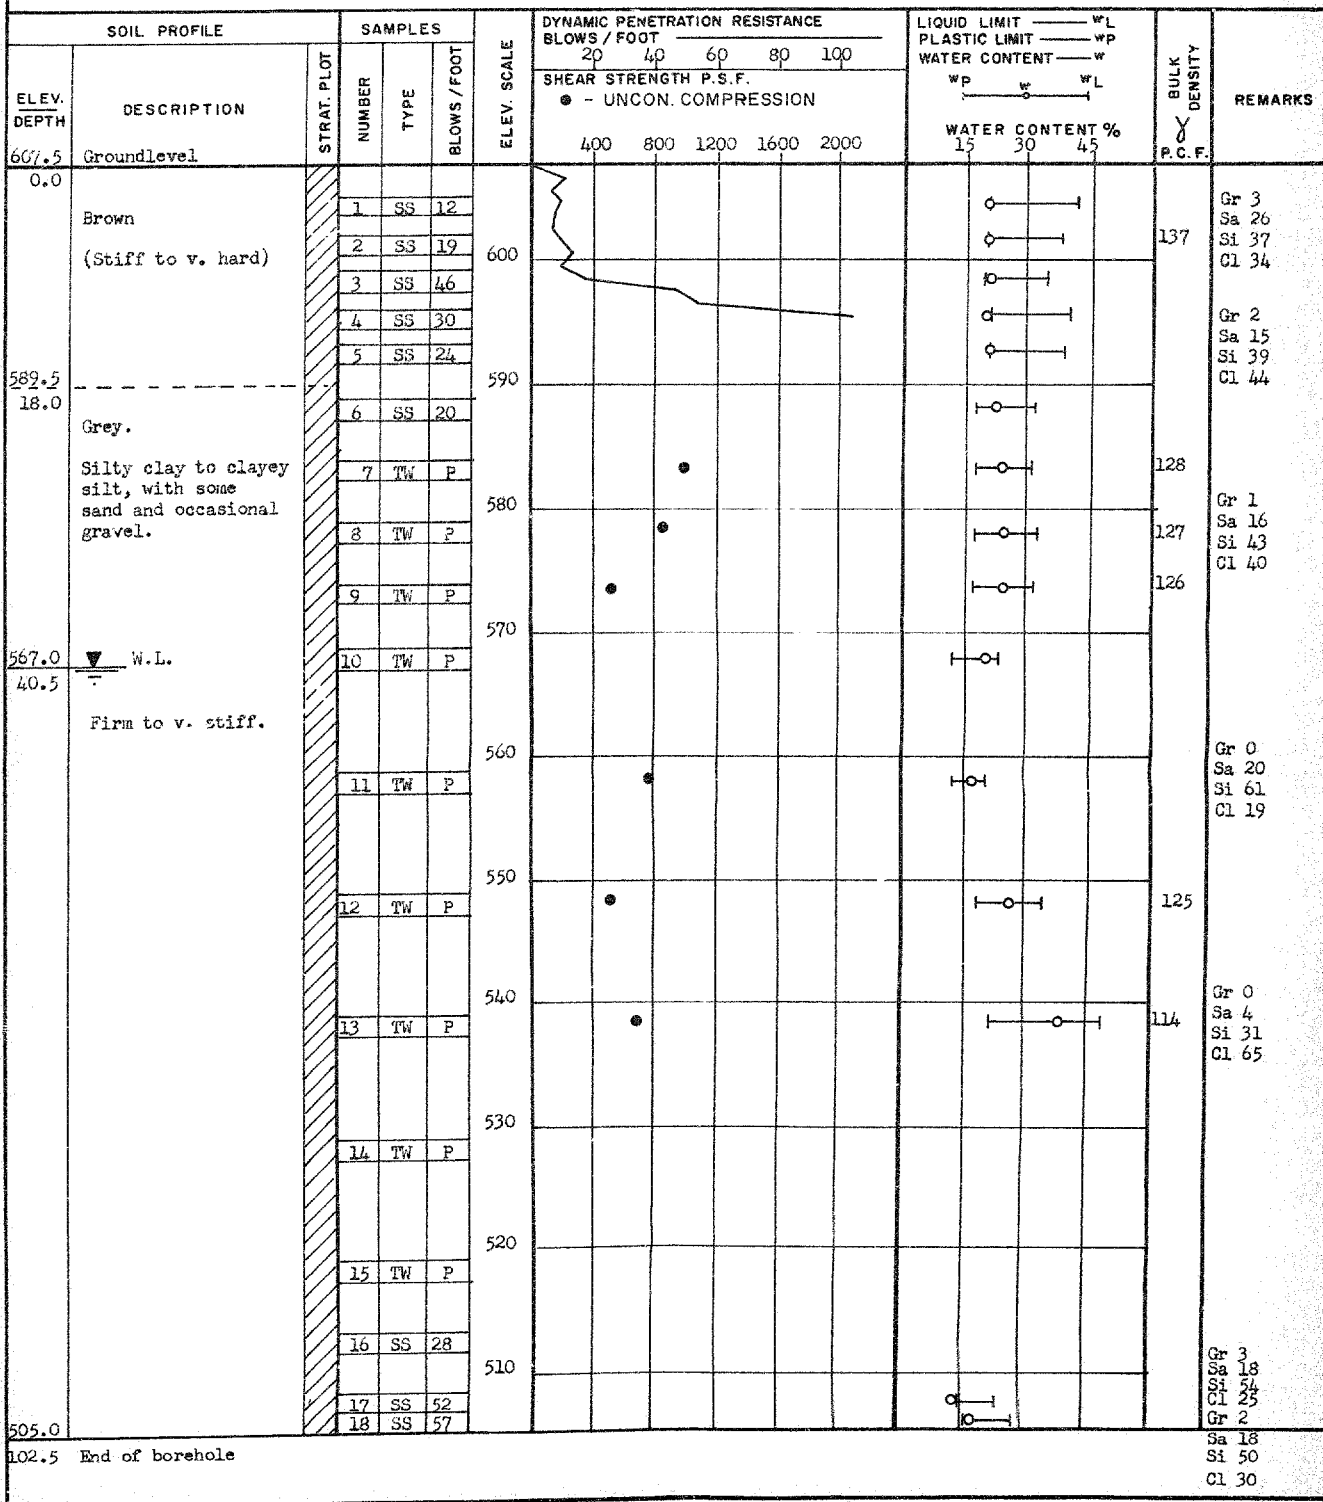 SOIL PROFILE
SAMPLES
ELEV. SCALE
DYNAMIC PENETRATION RESISTANCE
BLOWS / FOOT
20 40 60 80 100
SHEAR STRENGTH P.S.F.
● - UNCON. COMPRESSION
400 800 1200 1600 2000
LIQUID LIMIT wL
PLASTIC LIMIT wP
WATER CONTENT w
wP w wL
WATER CONTENT %
15 30 45
BULK DENSITY
γ
P.C.F.
REMARKS
ELEV.
DEPTH
DESCRIPTION
STRAT. PLOT
NUMBER
TYPE
BLOWS / FOOT
607.5 Groundlevel
0.0
Brown
(Stiff to v. hard)
1 SS 12
2 SS 19
3 SS 46
4 SS 30
5 SS 24
600
137
Gr 3
Sa 26
Si 37
Cl 34
Gr 2
Sa 15
Si 39
Cl 44
589.5
18.0
590
Grey.
Silty clay to clayey
silt, with some
sand and occasional
gravel.
6 SS 20
7 TW P
128
580
8 TW P
127
Gr 1
Sa 16
Si 43
Cl 40
9 TW P
126
570
567.0 W.L.
40.5
10 TW P
Firm to v. stiff.
560
11 TW P
Gr 0
Sa 20
Si 61
Cl 19
550
12 TW P
125
540
13 TW P
114
Gr 0
Sa 4
Si 31
Cl 65
530
14 TW P
520
15 TW P
16 SS 28
510
17 SS 52
18 SS 57
Gr 3
Sa 18
Si 54
Cl 25
Gr 2
Sa 18
Si 50
Cl 30
505.0
102.5 End of borehole